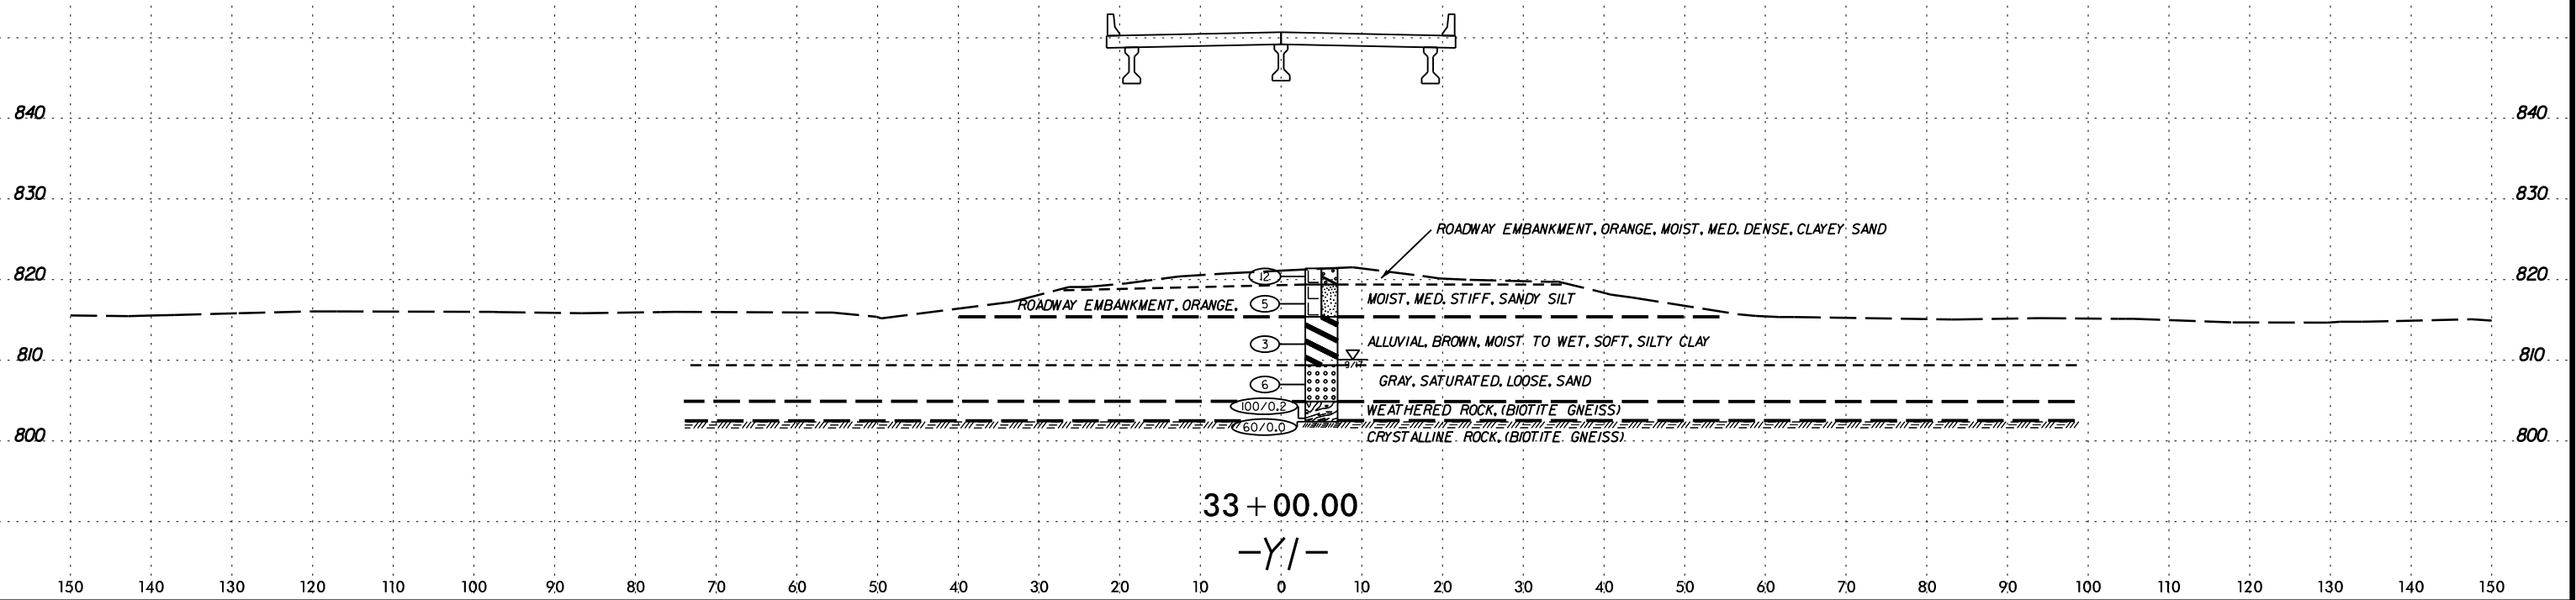 840 840
830 830
ROADWAY EMBANKMENT, ORANGE, MOIST, MED. DENSE, CLAYEY SAND
820 12 820
ROADWAY EMBANKMENT, ORANGE, 5 MOIST, MED. STIFF, SANDY SILT
3 ALLUVIAL, BROWN, MOIST TO WET, SOFT, SILTY CLAY
810 810
9/17
6 GRAY, SATURATED, LOOSE, SAND
100/0.2 WEATHERED ROCK, (BIOTITE GNEISS)
60/0.0
800 CRYSTALLINE ROCK, (BIOTITE GNEISS) 800
33+00.00
-Y1-
150 140 130 120 110 100 90 80 70 60 50 40 30 20 10 0 10 20 30 40 50 60 70 80 90 100 110 120 130 140 150